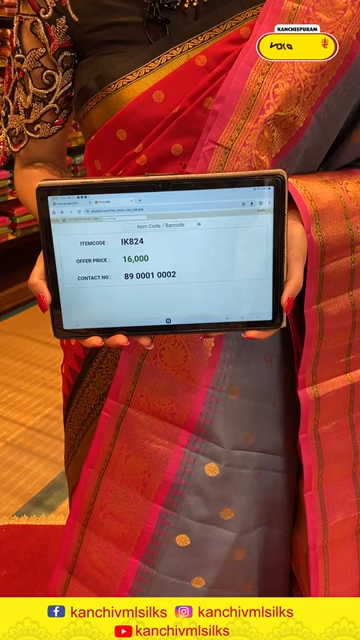 KANCHEEPURAM
Item Code / Barcode
ITEMCODE : IK824
OFFER PRICE : 16,000
CONTACT NO : 89 0001 0002
kanchivmlsilks kanchivmlsilks
kanchivmlsilks